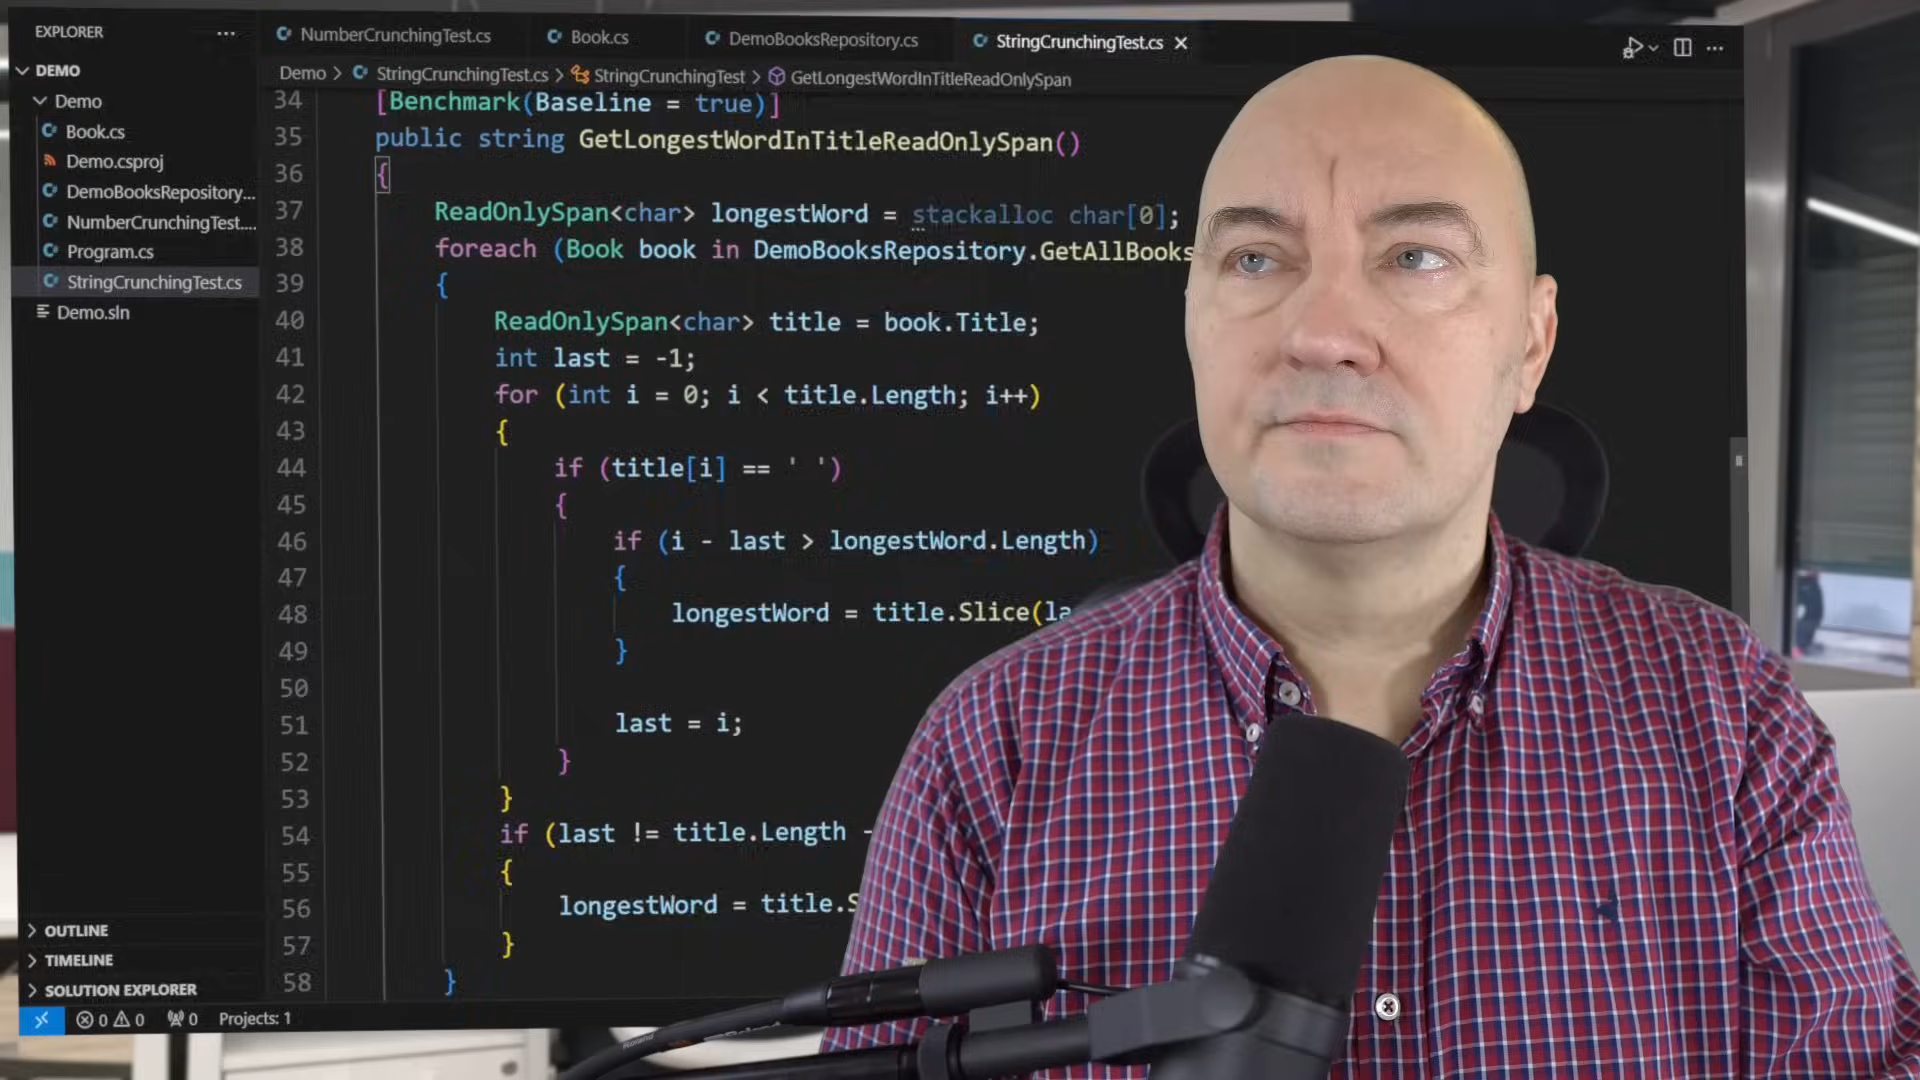 EXPLORER
NumberCrunchingTest.cs
Book.cs
DemoBooksRepository.cs
StringCrunchingTest.cs
DEMO
Demo
Book.cs
Demo.csproj
DemoBooksRepository...
NumberCrunchingTest....
Program.cs
StringCrunchingTest.cs
Demo.sln
OUTLINE
TIMELINE
SOLUTION EXPLORER
Demo > StringCrunchingTest.cs > StringCrunchingTest > GetLongestWordInTitleReadOnlySpan
34 [Benchmark(Baseline = true)]
35 public string GetLongestWordInTitleReadOnlySpan()
36 {
37 ReadOnlySpan<char> longestWord = stackalloc char[0];
38 foreach (Book book in DemoBooksRepository.GetAllBooks
39 {
40 ReadOnlySpan<char> title = book.Title;
41 int last = -1;
42 for (int i = 0; i < title.Length; i++)
43 {
44 if (title[i] == ' ')
45 {
46 if (i - last > longestWord.Length)
47 {
48 longestWord = title.Slice(la
49 }
50
51 last = i;
52 }
53 }
54 if (last != title.Length -
55 {
56 longestWord = title.S
57 }
58 }
0 0 0 Projects: 1